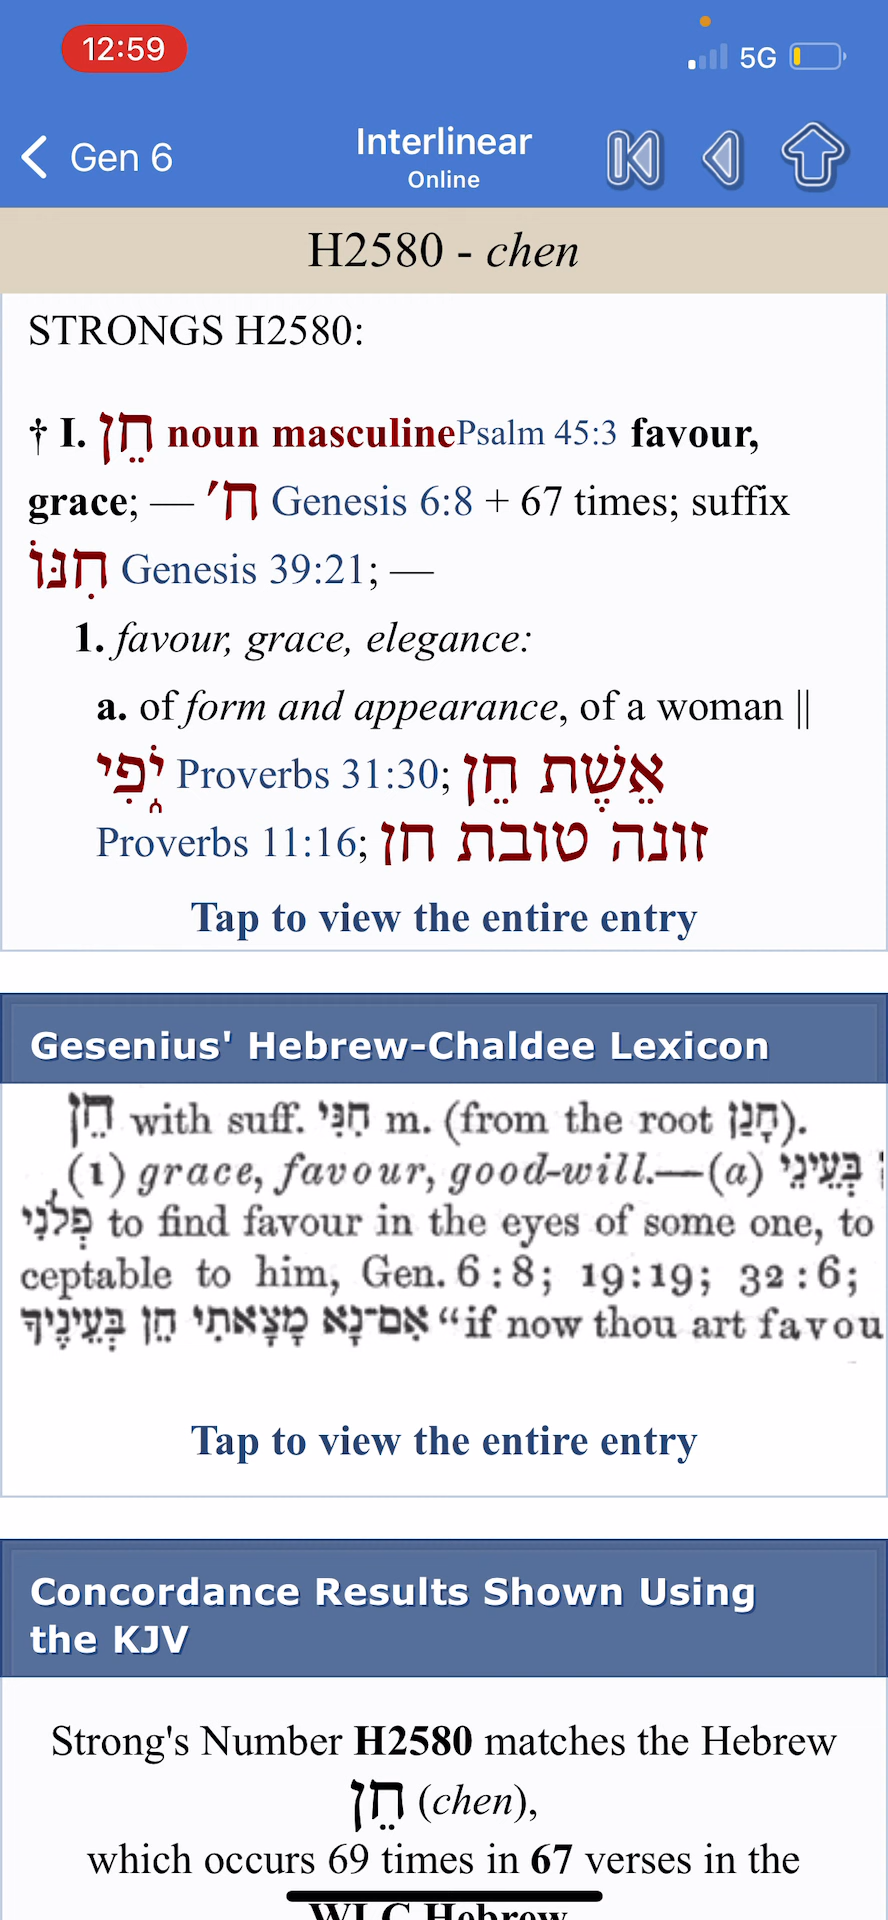 12:59
5G
Gen 6
Interlinear
Online
H2580 - chen
STRONGS H2580:
† I. חֵן noun masculinePsalm 45:3 favour,
grace; — ח׳ Genesis 6:8 + 67 times; suffix
חִנּוֹ Genesis 39:21; —
1. favour, grace, elegance:
a. of form and appearance, of a woman ||
יֹ֑פִי Proverbs 31:30; אֵשֶׁת חֵן
Proverbs 11:16; זונה טובת חן
Tap to view the entire entry
Gesenius' Hebrew-Chaldee Lexicon
חֵן with suff. חִנִּי m. (from the root חָנַן).
(1) grace, favour, good-will.—(a) בְּעֵינֵי
פְלֹנִי to find favour in the eyes of some one, to
ceptable to him, Gen. 6:8; 19:19; 32:6;
אִם־נָא מָצָאתִי חֵן בְּעֵינֶיךָ “if now thou art favou
Tap to view the entire entry
Concordance Results Shown Using
the KJV
Strong's Number H2580 matches the Hebrew
חֵן (chen),
which occurs 69 times in 67 verses in the
WLC Hebrew